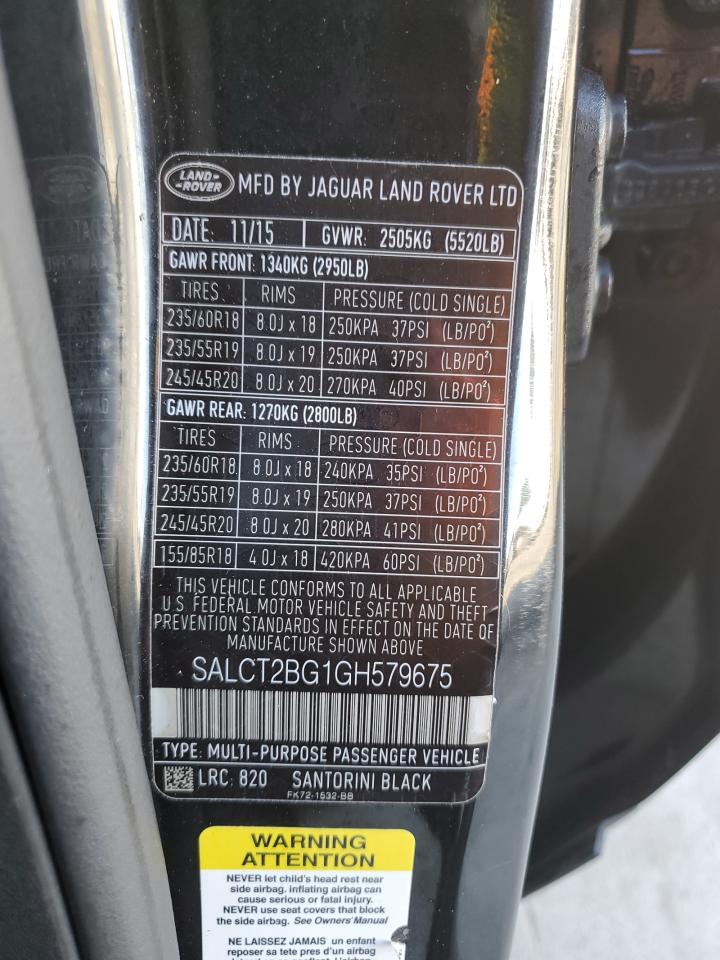 LAND-
-ROVER
MFD BY JAGUAR LAND ROVER LTD
DATE: 11/15 GVWR: 2505KG (5520LB)
GAWR FRONT: 1340KG (2950LB)
TIRES RIMS PRESSURE (COLD SINGLE)
235/60R18 8.0J x 18 250KPA 37PSI (LB/PO²)
235/55R19 8.0J x 19 250KPA 37PSI (LB/PO²)
245/45R20 8.0J x 20 270KPA 40PSI (LB/PO²)
GAWR REAR: 1270KG (2800LB)
TIRES RIMS PRESSURE (COLD SINGLE)
235/60R18 8.0J x 18 240KPA 35PSI (LB/PO²)
235/55R19 8.0J x 19 250KPA 37PSI (LB/PO²)
245/45R20 8.0J x 20 280KPA 41PSI (LB/PO²)
155/85R18 4.0J x 18 420KPA 60PSI (LB/PO²)
THIS VEHICLE CONFORMS TO ALL APPLICABLE
U.S. FEDERAL MOTOR VEHICLE SAFETY AND THEFT
PREVENTION STANDARDS IN EFFECT ON THE DATE OF
MANUFACTURE SHOWN ABOVE
SALCT2BG1GH579675
TYPE: MULTI-PURPOSE PASSENGER VEHICLE
LRC: 820 SANTORINI BLACK
FK72-1532-BB
WARNING
ATTENTION
NEVER let child's head rest near
side airbag. inflating airbag can
cause serious or fatal injury.
NEVER use seat covers that block
the side airbag. See Owners' Manual
NE LAISSEZ JAMAIS un enfant
reposer sa tete pres d'un airbag